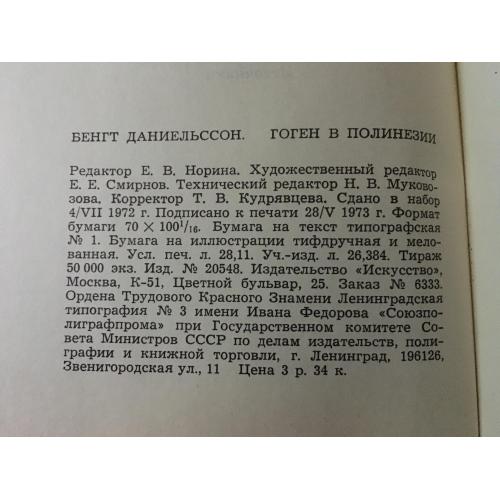 БЕНГТ ДАНИЕЛЬССОН. ГОГЕН В ПОЛИНЕЗИИ
Редактор Е. В. Норина. Художественный редактор
Е. Е. Смирнов. Технический редактор Н. В. Муково-
зова. Корректор Т. В. Кудрявцева. Сдано в набор
4/VII 1972 г. Подписано к печати 28/V 1973 г. Формат
бумаги 70 × 100¹/₁₆. Бумага на текст типографская
№ 1. Бумага на иллюстрации тифдручная и мело-
ванная. Усл. печ. л. 28,11. Уч.-изд. л. 26,384. Тираж
50 000 экз. Изд. № 20548. Издательство «Искусство»,
Москва, К-51, Цветной бульвар, 25. Заказ № 6333.
Ордена Трудового Красного Знамени Ленинградская
типография № 3 имени Ивана Федорова «Союзпо-
лиграфпрома» при Государственном комитете Со-
вета Министров СССР по делам издательств, поли-
графии и книжной торговли, г. Ленинград, 196126,
Звенигородская ул., 11 Цена 3 р. 34 к.